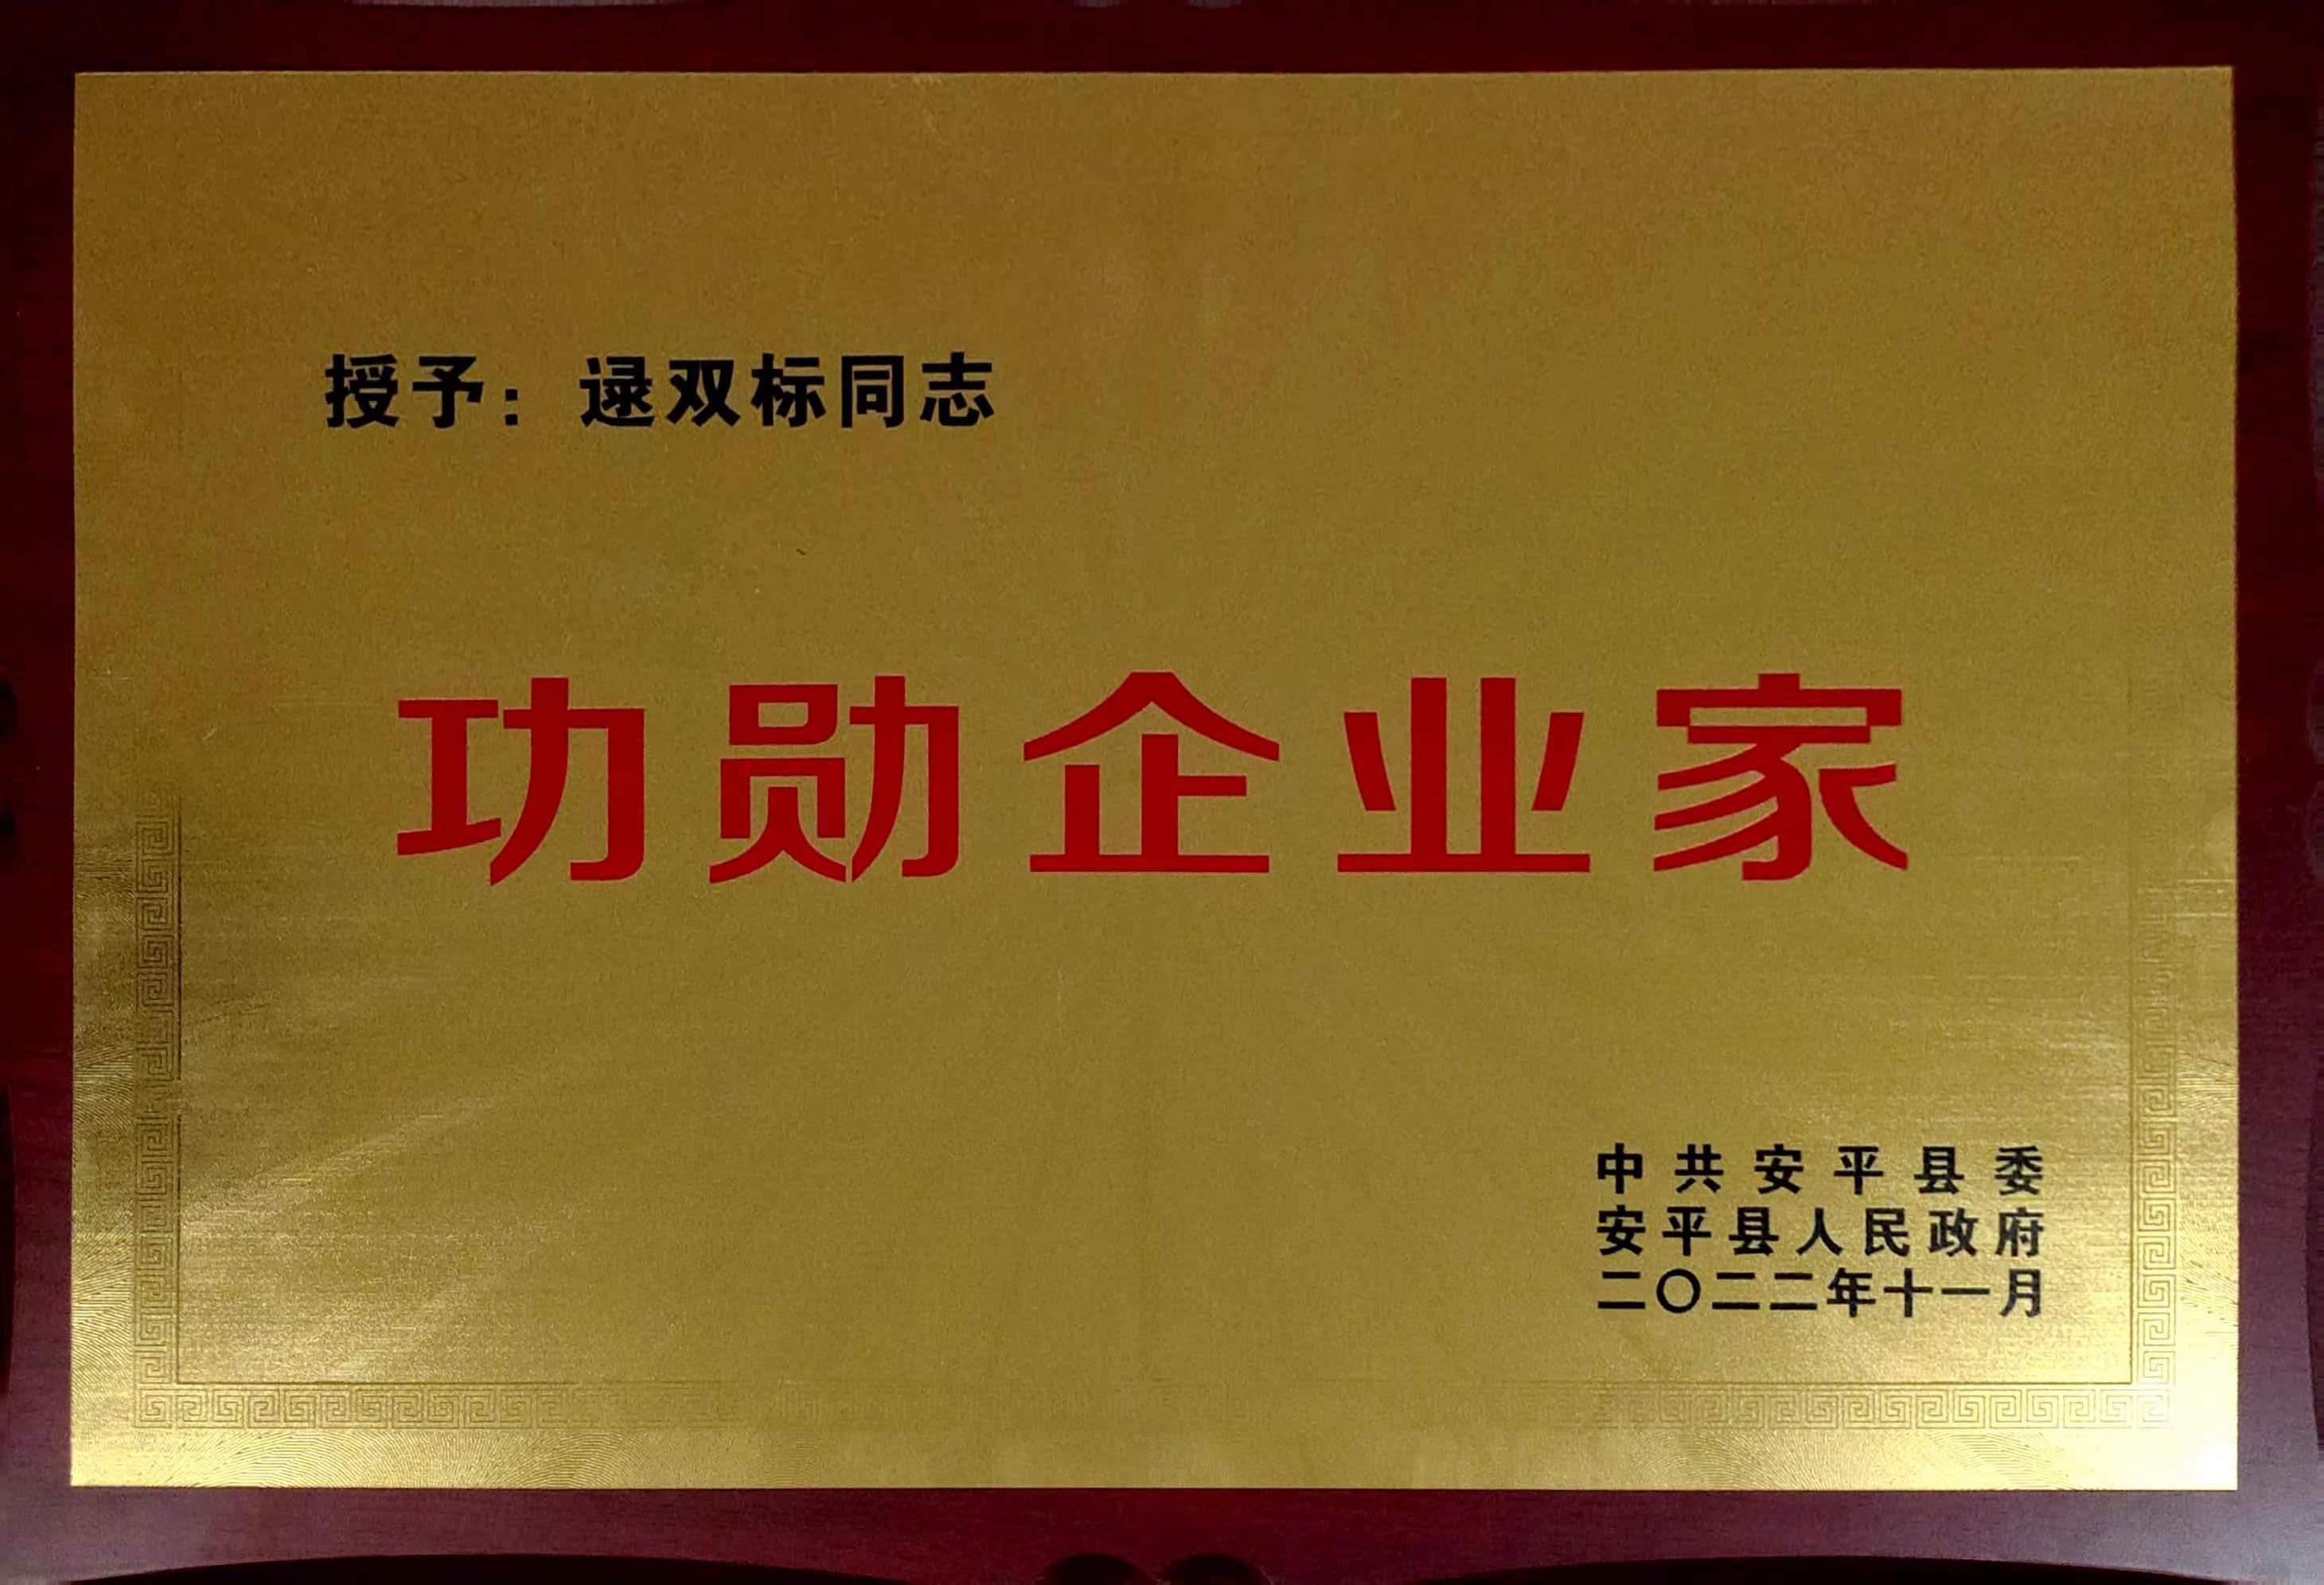 授予：逯双标同志
功勋企业家
中共安平县委
安平县人民政府
二〇二二年十一月